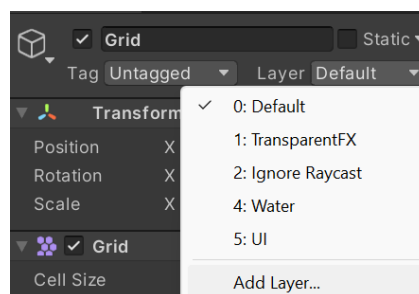 Grid
Static
Tag Untagged Layer Default
Transform
0: Default
1: TransparentFX
Position X
Rotation X
2: Ignore Raycast
Scale X
4: Water
Grid
5: UI
Cell Size
Add Layer...